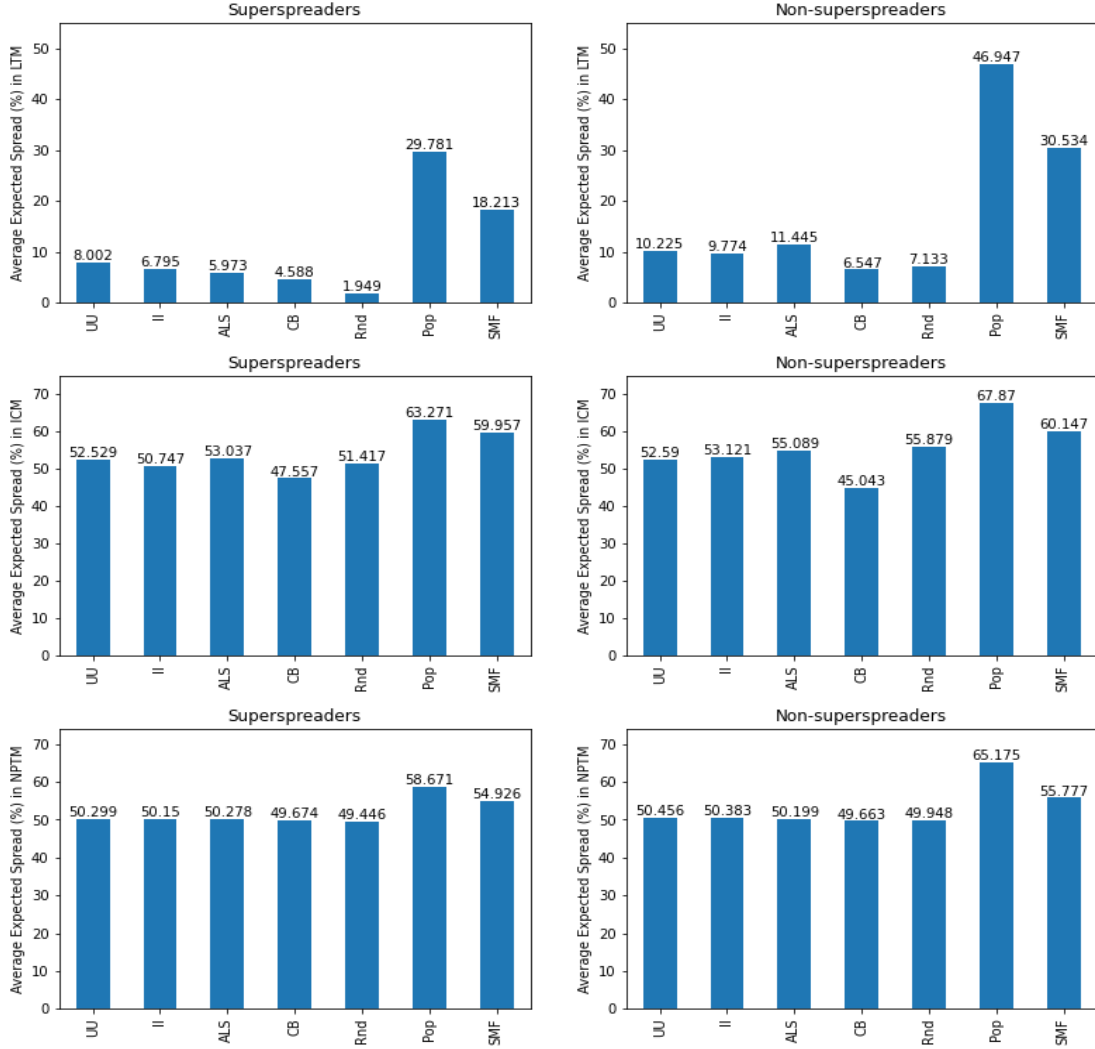 Superspreaders
Average Expected Spread (%) in LTM
50
40
30
20
10
0
8.002
6.795
5.973
4.588
1.949
29.781
18.213
UU
II
ALS
CB
Rnd
Pop
SMF
Non-superspreaders
Average Expected Spread (%) in LTM
50
40
30
20
10
0
10.225
9.774
11.445
6.547
7.133
46.947
30.534
UU
II
ALS
CB
Rnd
Pop
SMF
Superspreaders
Average Expected Spread (%) in ICM
70
60
50
40
30
20
10
0
52.529
50.747
53.037
47.557
51.417
63.271
59.957
UU
II
ALS
CB
Rnd
Pop
SMF
Non-superspreaders
Average Expected Spread (%) in ICM
70
60
50
40
30
20
10
0
52.59
53.121
55.089
45.043
55.879
67.87
60.147
UU
II
ALS
CB
Rnd
Pop
SMF
Superspreaders
Average Expected Spread (%) in NPTM
70
60
50
40
30
20
10
0
50.299
50.15
50.278
49.674
49.446
58.671
54.926
UU
II
ALS
CB
Rnd
Pop
SMF
Non-superspreaders
Average Expected Spread (%) in NPTM
70
60
50
40
30
20
10
0
50.456
50.383
50.199
49.663
49.948
65.175
55.777
UU
II
ALS
CB
Rnd
Pop
SMF